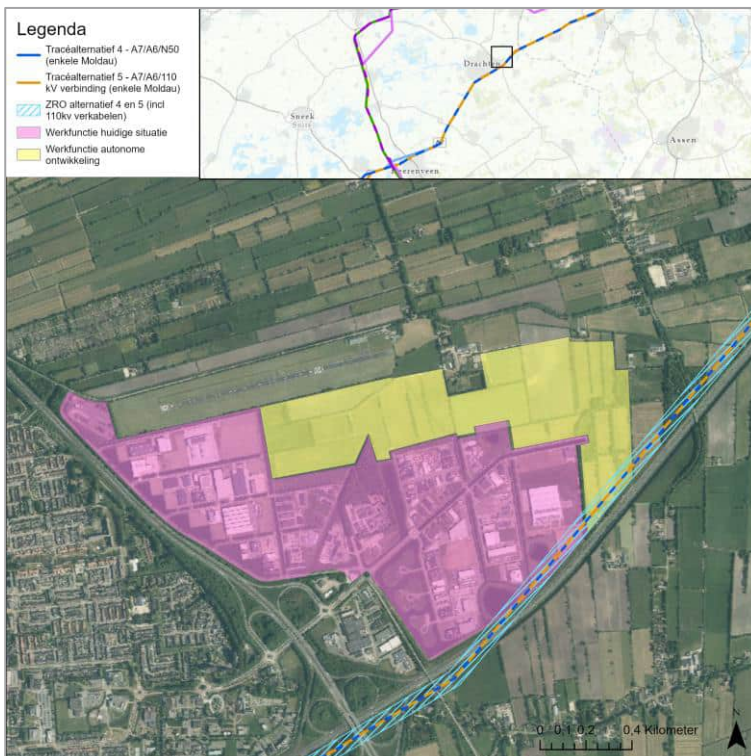 Legenda
Tracéalternatief 4 - A7/A6/N50
(enkele Moldau)
Tracéalternatief 5 - A7/A6/110
kV verbinding (enkele Moldau)
ZRO alternatief 4 en 5 (incl
110kv verkabelen)
Werkfunctie huidige situatie
Werkfunctie autonome
ontwikkeling
Drachten
Sneek
Assen
Heerenveen
N
0 0,1 0,2 0,4 Kilometer